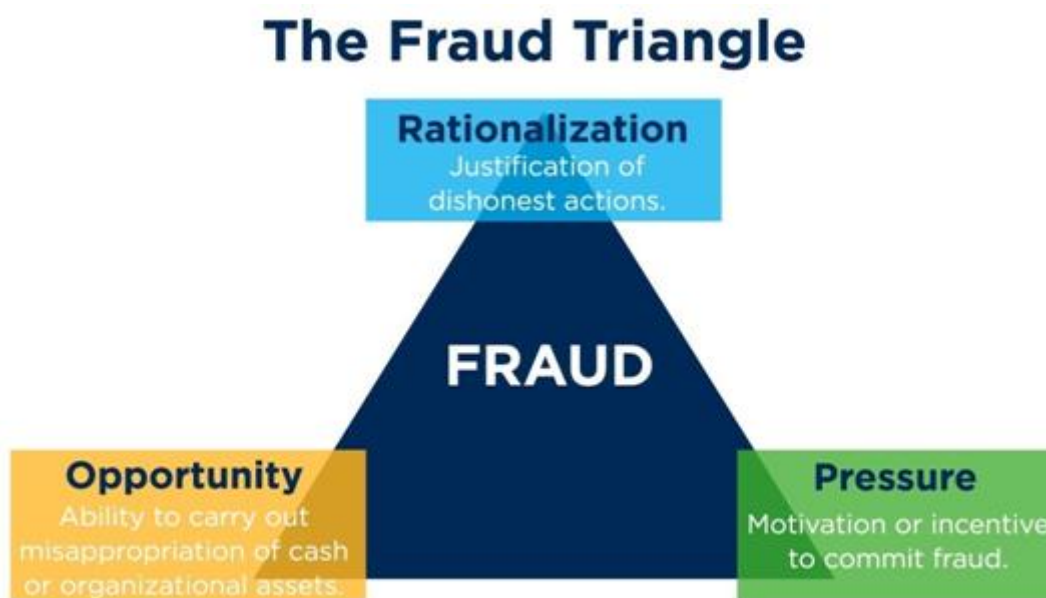 The Fraud Triangle
Rationalization
Justification of
dishonest actions.
FRAUD
Opportunity
Ability to carry out
misappropriation of cash
or organizational assets.
Pressure
Motivation or incentive
to commit fraud.